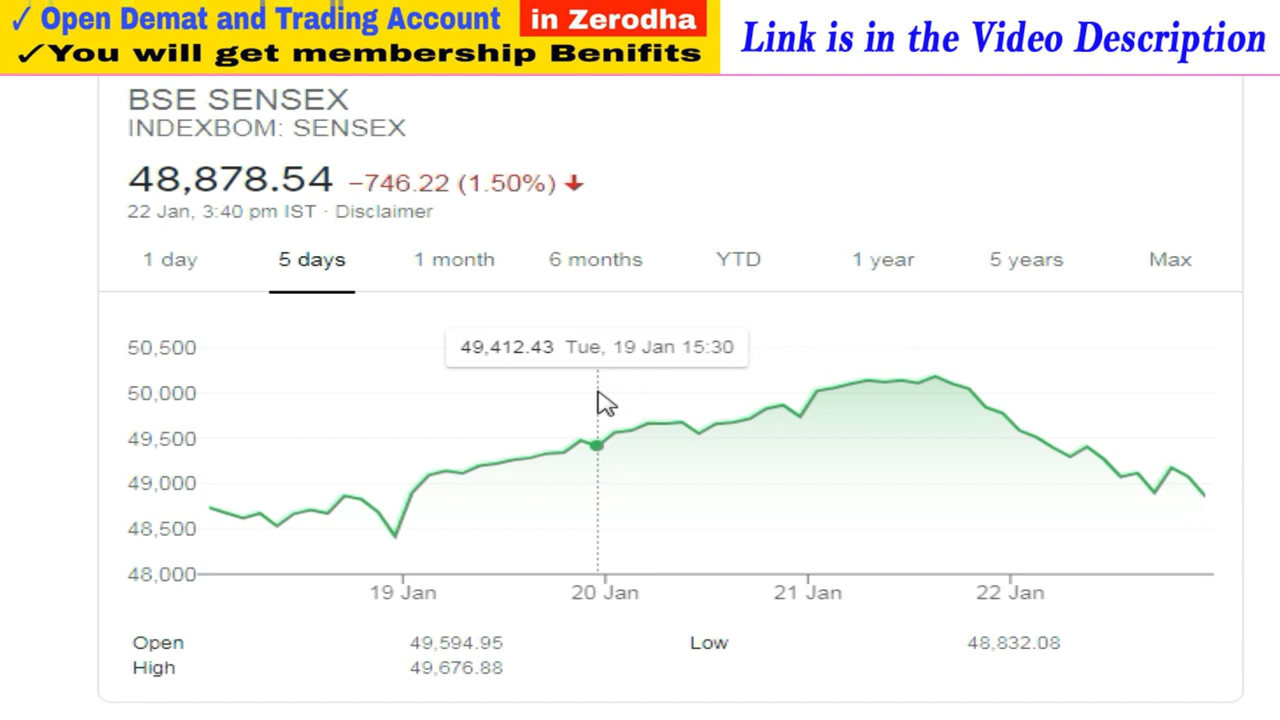 ✓ Open Demat and Trading Account in Zerodha
✓You will get membership Benifits
Link is in the Video Description
BSE SENSEX
INDEXBOM: SENSEX
48,878.54 −746.22 (1.50%) ↓
22 Jan, 3:40 pm IST · Disclaimer
1 day 5 days 1 month 6 months YTD 1 year 5 years Max
49,412.43 Tue, 19 Jan 15:30
50,500
50,000
49,500
49,000
48,500
48,000
19 Jan 20 Jan 21 Jan 22 Jan
Open 49,594.95 Low 48,832.08
High 49,676.88